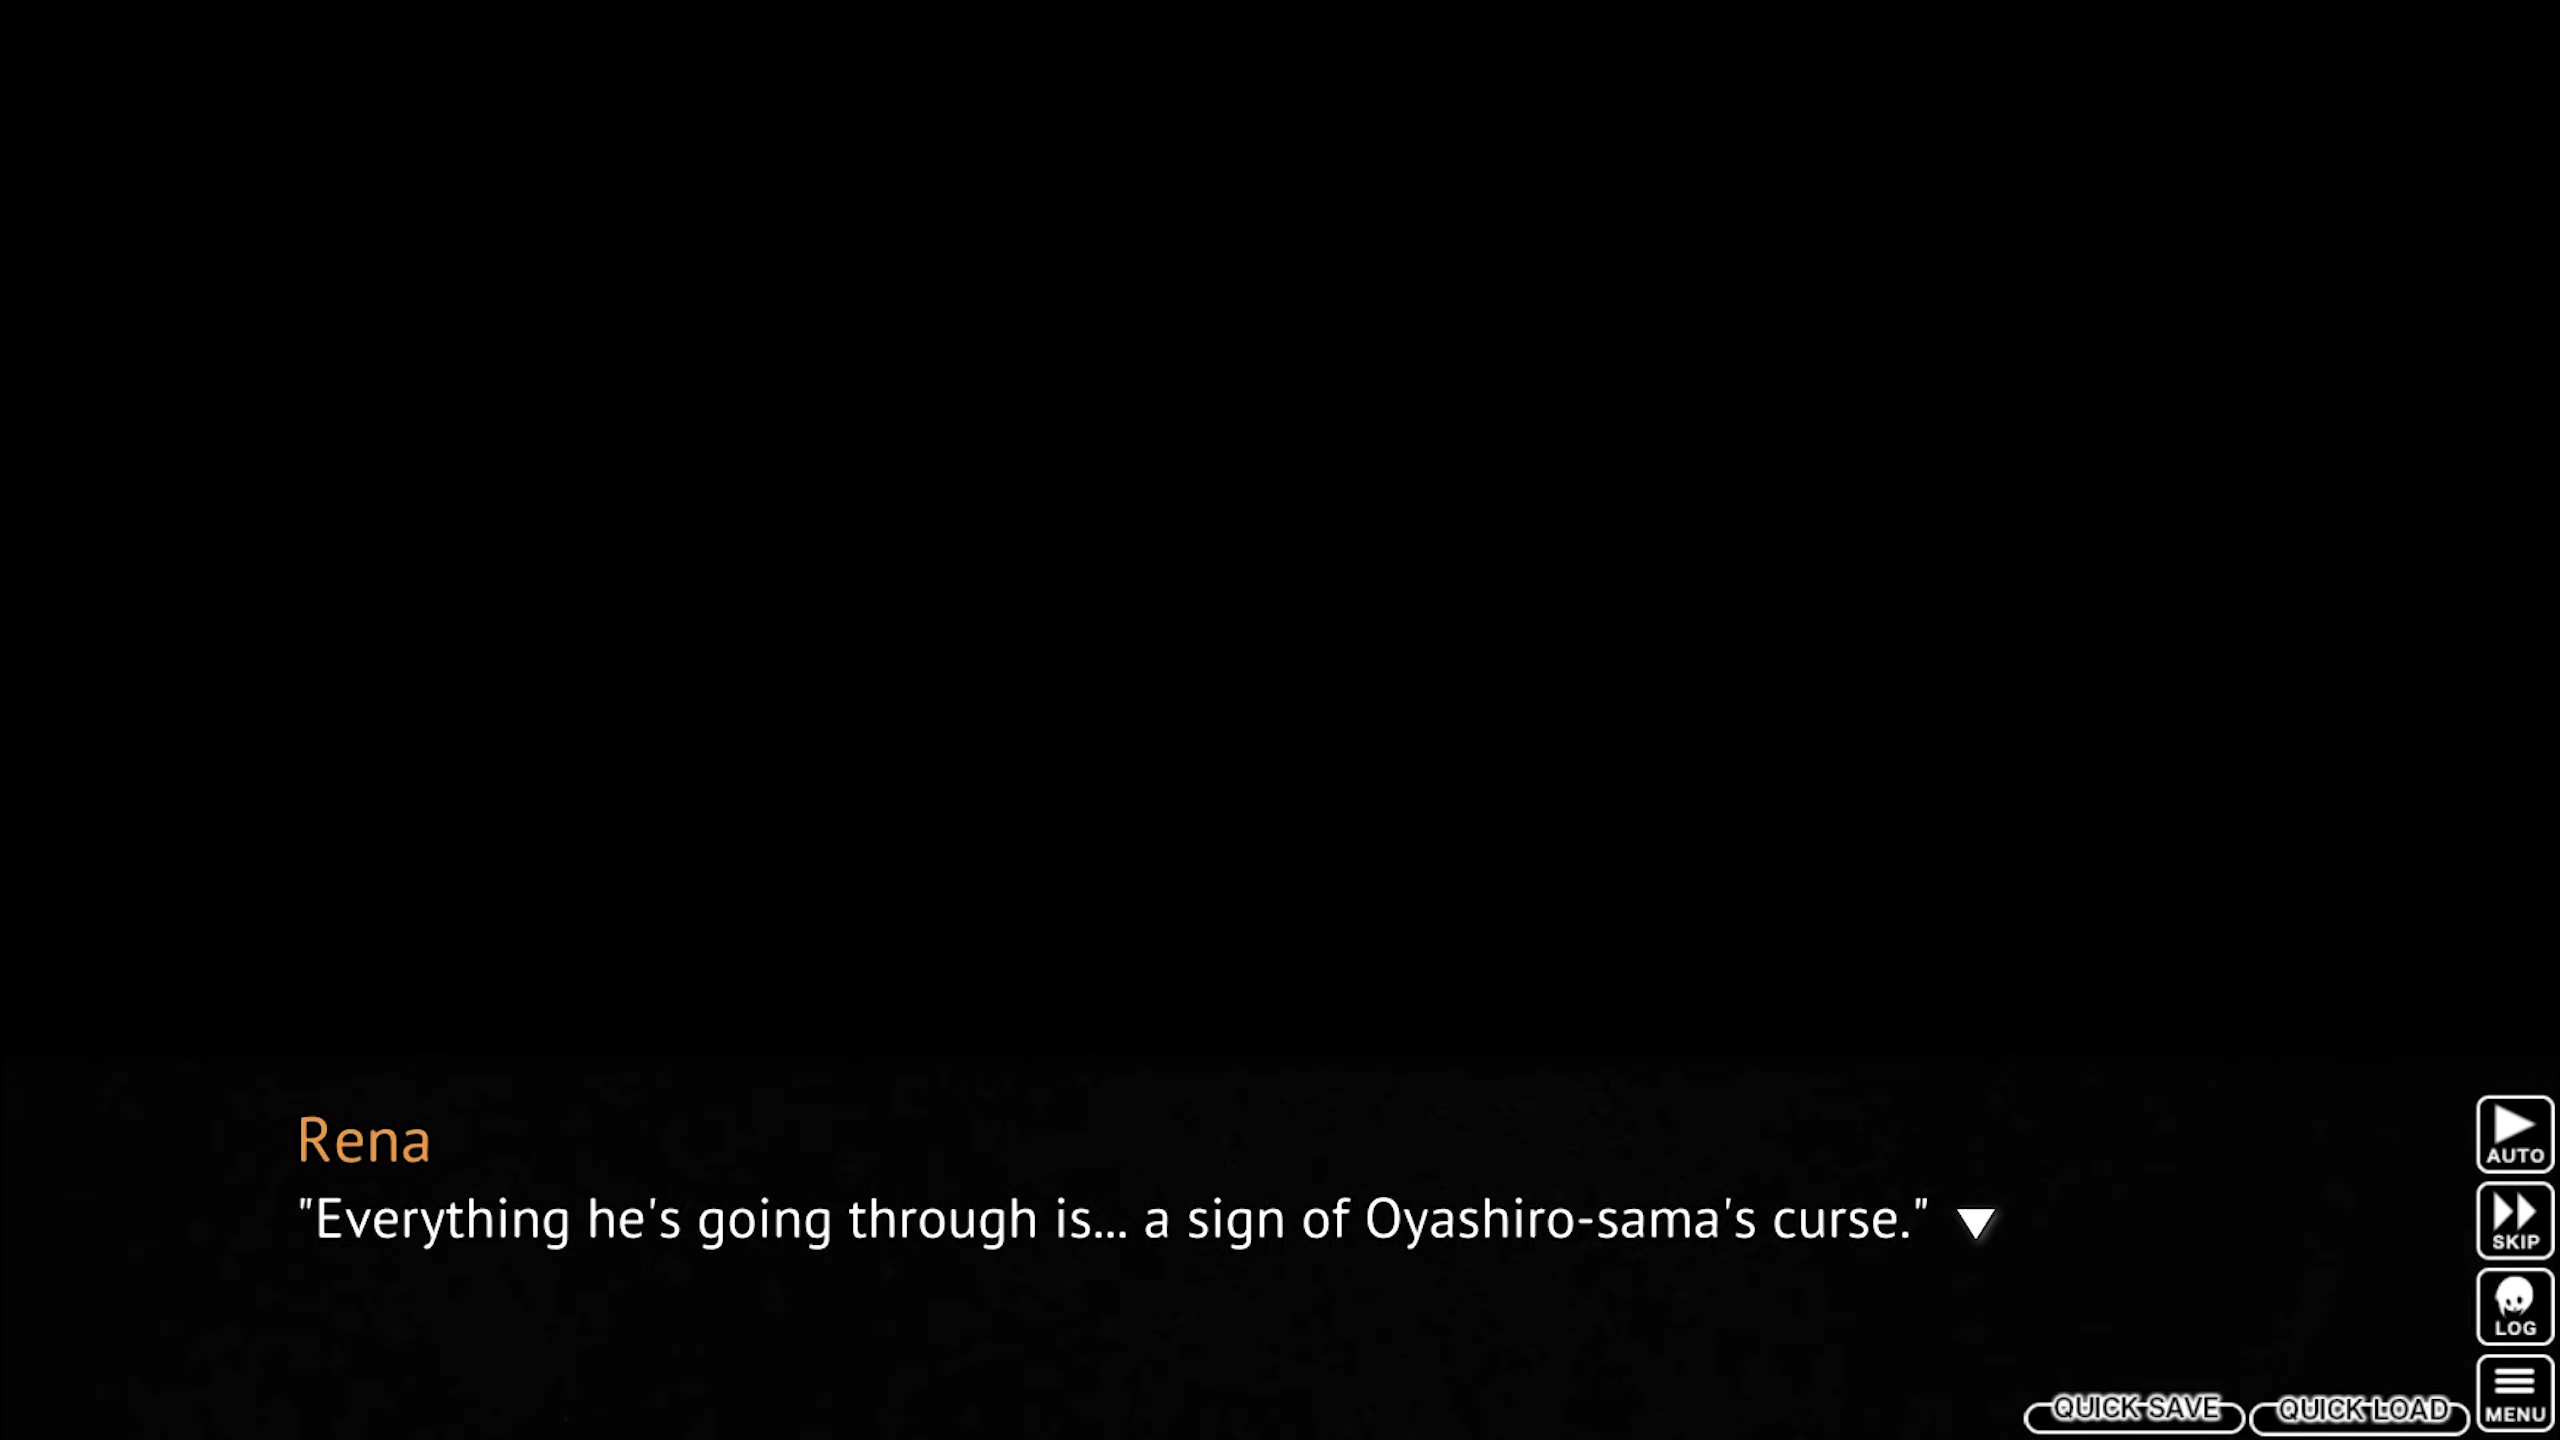 Rena
"Everything he's going through is... a sign of Oyashiro-sama's curse."
AUTO
SKIP
LOG
MENU
QUICK SAVE
QUICK LOAD